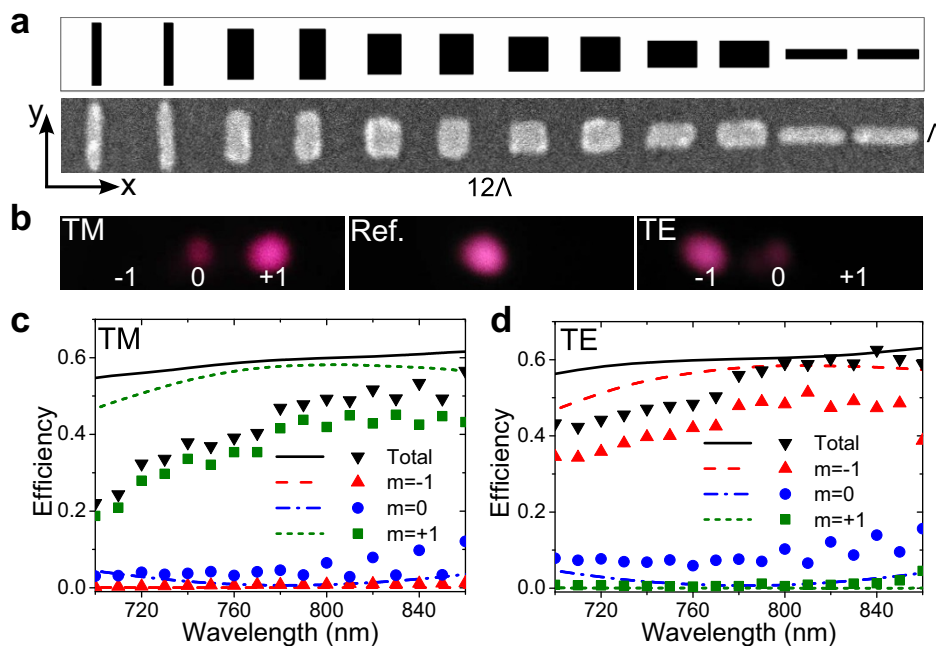 a
y
x
12Λ
Λ
b
TM
-1
0
+1
Ref.
TE
-1
0
+1
c
TM
Efficiency
0.6
0.4
0.2
0.0
720
760
800
840
Wavelength (nm)
Total
m=-1
m=0
m=+1
d
TE
Efficiency
0.6
0.4
0.2
0.0
720
760
800
840
Wavelength (nm)
Total
m=-1
m=0
m=+1